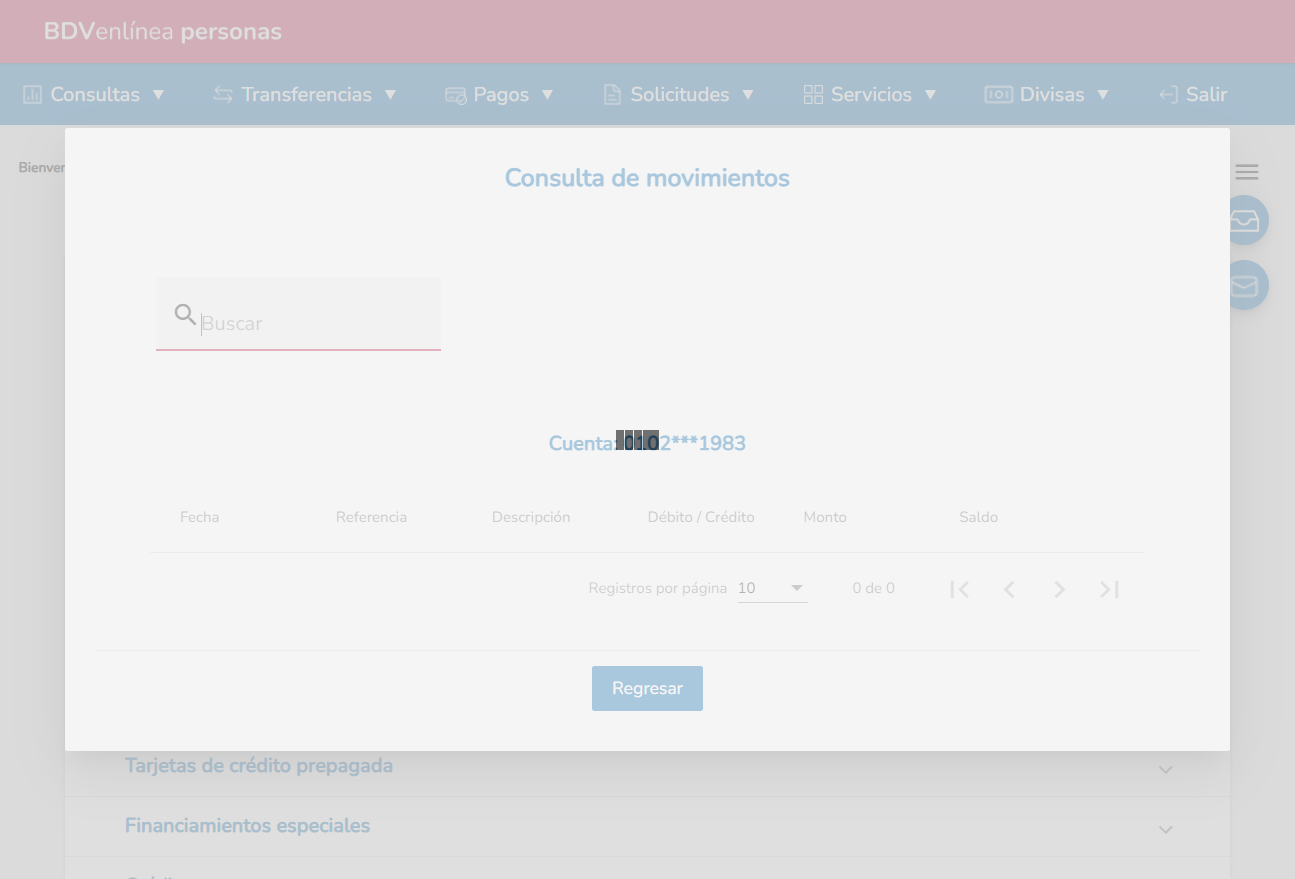 BDVenlínea personas
Consultas Transferencias Pagos Solicitudes Servicios Divisas Salir
Consulta de movimientos
Buscar
Cuenta: 0102***1983
Fecha Referencia Descripción Débito / Crédito Monto Saldo
Registros por página 10 0 de 0
Regresar
Tarjetas de crédito prepagada
Financiamientos especiales